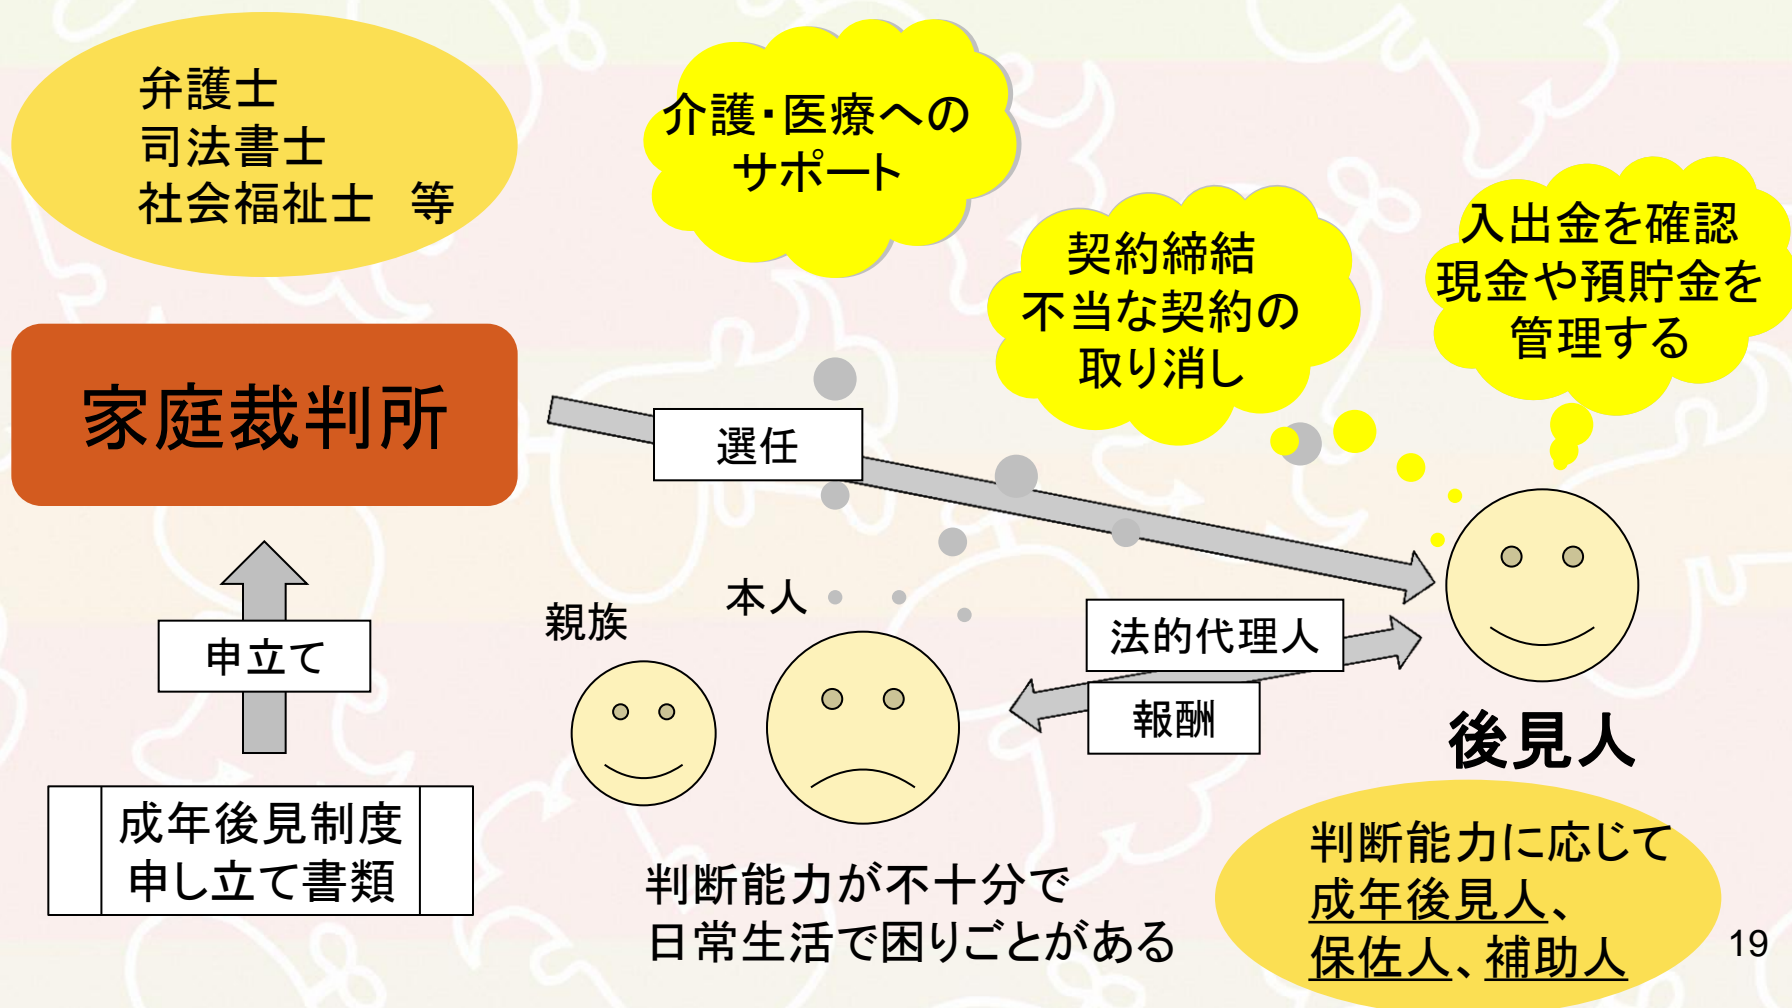 弁護士
司法書士
社会福祉士　等
介護・医療への
サポート
契約締結
不当な契約の
取り消し
入出金を確認
現金や預貯金を
管理する
家庭裁判所
選任
申立て
親族
本人
法的代理人
報酬
後見人
成年後見制度
申し立て書類
判断能力が不十分で
日常生活で困りごとがある
判断能力に応じて
成年後見人、
保佐人、補助人
19